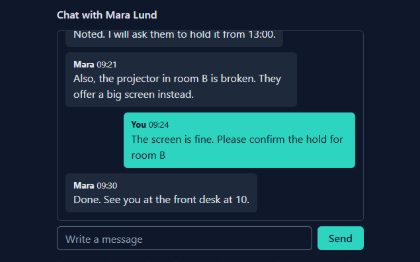 Chat with Mara Lund
Noted. I will ask them to hold it from 13:00.
Mara 09:21
Also, the projector in room B is broken. They
offer a big screen instead.
You 09:24
The screen is fine. Please confirm the hold for
room B
Mara 09:30
Done. See you at the front desk at 10.
Write a message
Send